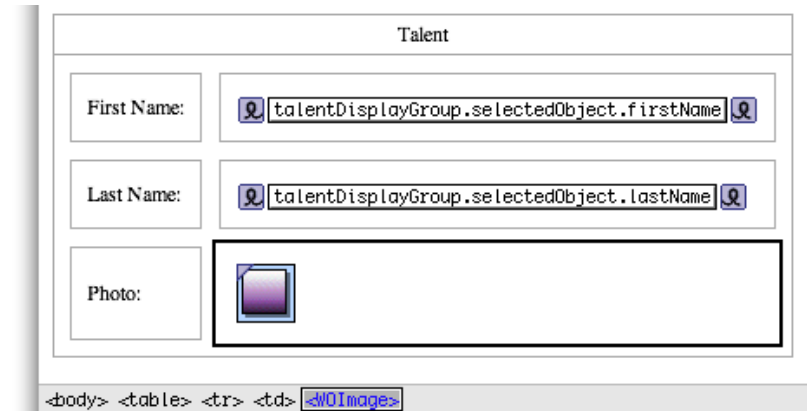 Talent
First Name: talentDisplayGroup.selectedObject.firstName
Last Name: talentDisplayGroup.selectedObject.lastName
Photo:
<body> <table> <tr> <td> <WOImage>